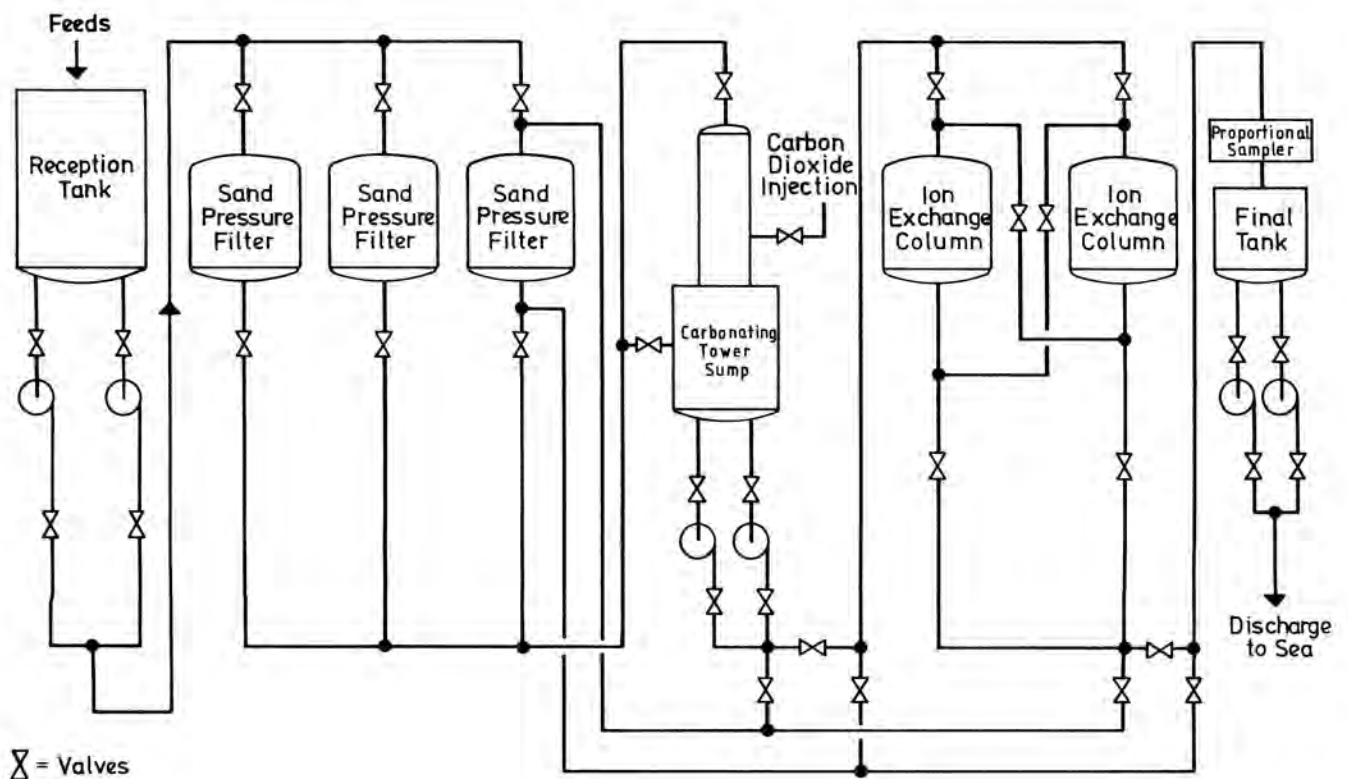 Feeds
Reception
Tank
Sand
Pressure
Filter
Sand
Pressure
Filter
Sand
Pressure
Filter
Carbon
Dioxide
Injection
Carbonating
Tower
Sump
Ion
Exchange
Column
Ion
Exchange
Column
Proportional
Sampler
Final
Tank
Discharge
to Sea
= Valves